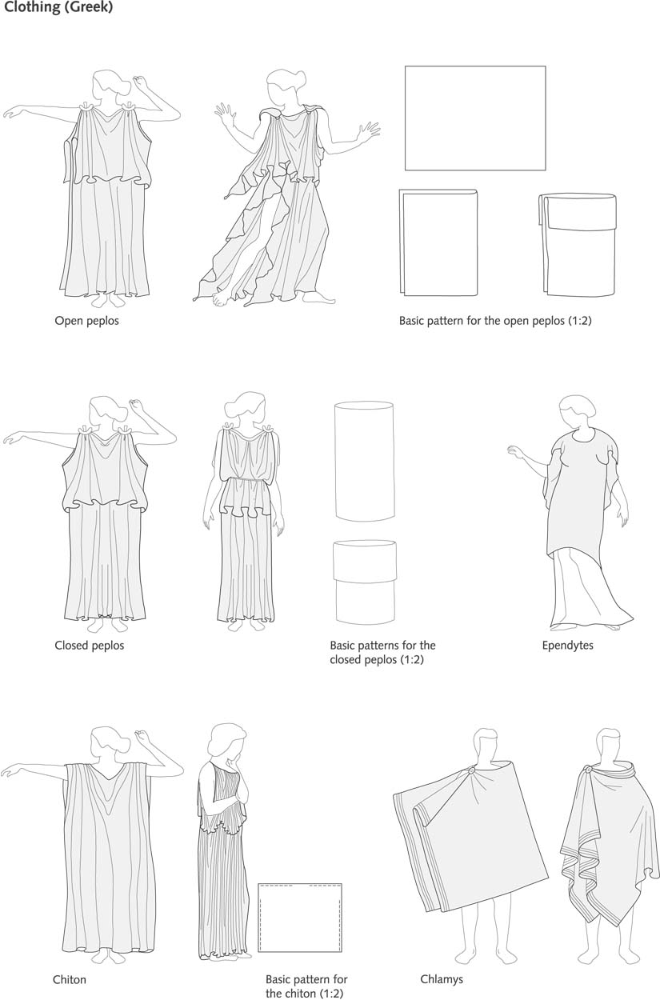 Clothing (Greek)
Open peplos
Basic pattern for the open peplos (1:2)
Closed peplos
Basic patterns for the
closed peplos (1:2)
Ependytes
Chiton
Basic pattern for
the chiton (1:2)
Chlamys